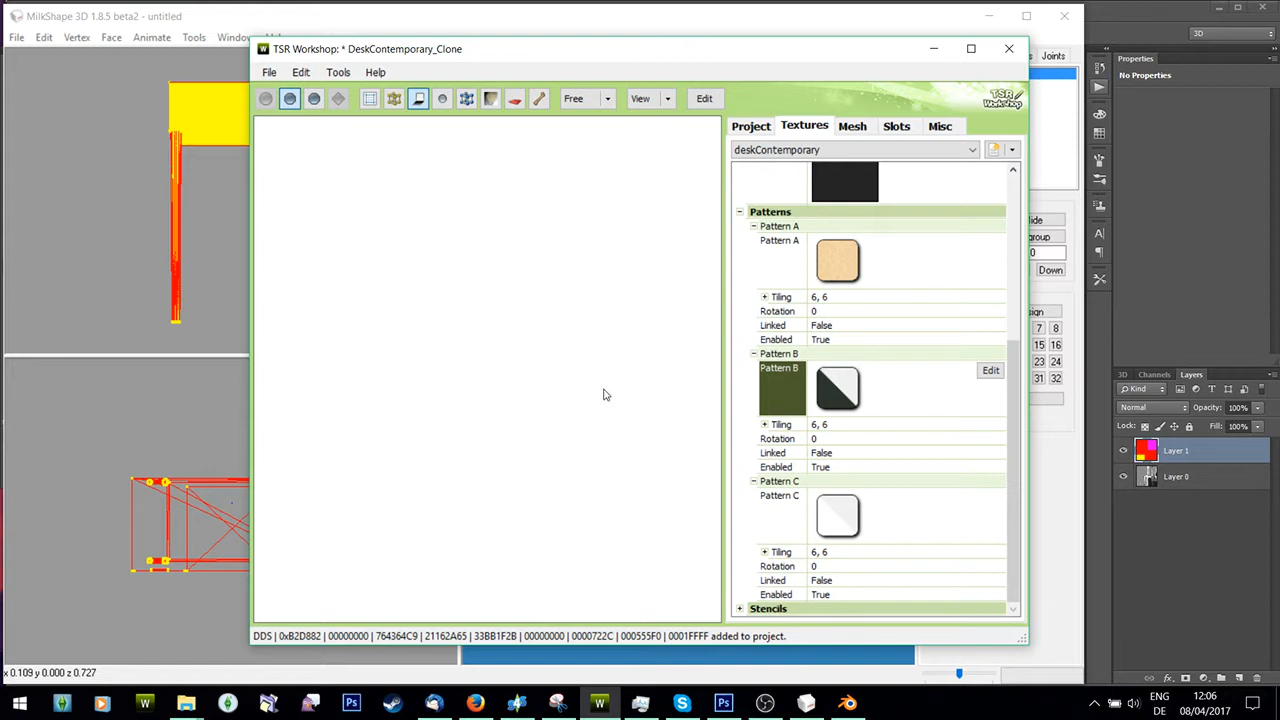 MilkShape 3D 1.8.5 beta2 - untitled
File Edit Vertex Face Animate Tools Window
Joints
TSR Workshop: * DeskContemporary_Clone
File Edit Tools Help
Free View Edit
TSR
Workshop
Project Textures Mesh Slots Misc
deskContemporary
Patterns
Pattern A
Pattern A
Tiling 6, 6
Rotation 0
Linked False
Enabled True
Pattern B
Pattern B
Edit
Tiling 6, 6
Rotation 0
Linked False
Enabled True
Pattern C
Pattern C
Tiling 6, 6
Rotation 0
Linked False
Enabled True
Stencils
DDS | 0xB2D882 | 00000000 | 764364C9 | 21162A65 | 33BB1F2B | 00000000 | 0000722C | 000555F0 | 0001FFFF added to project.
Down
7 8
15 16
23 24
31 32
3D
Properties
No Properties
3D Channels Layers
Kind
Normal Opacity: 100%
Lock: Fill: 100%
Layer 1
Layer 0
x 0.109 y 0.000 z 0.727
ENG 12:06
DE 08/04/2017